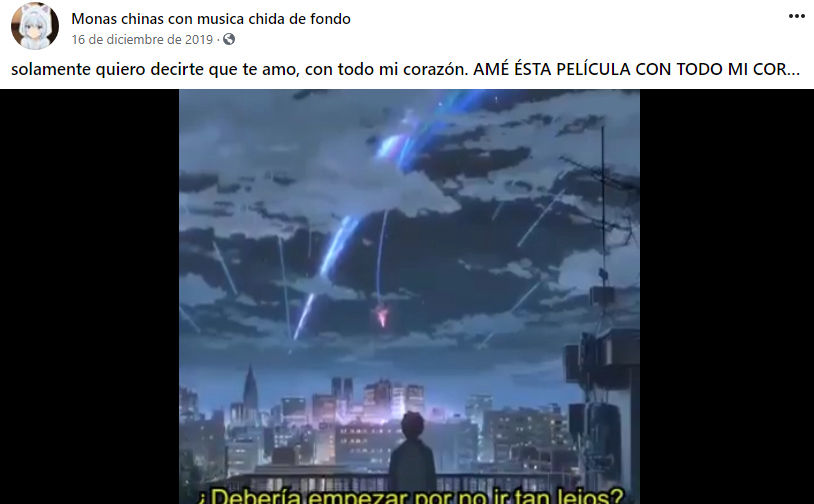 Monas chinas con musica chida de fondo
16 de diciembre de 2019 ·
solamente quiero decirte que te amo, con todo mi corazón. AMÉ ÉSTA PELÍCULA CON TODO MI COR...
¿Debería empezar por no ir tan lejos?